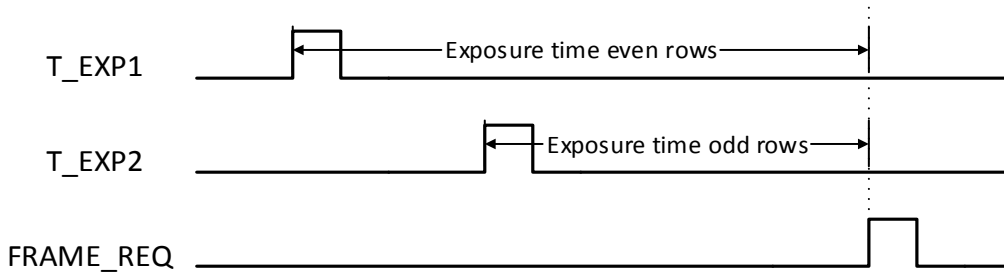 Exposure time even rows
T_EXP1
Exposure time odd rows
T_EXP2
FRAME_REQ